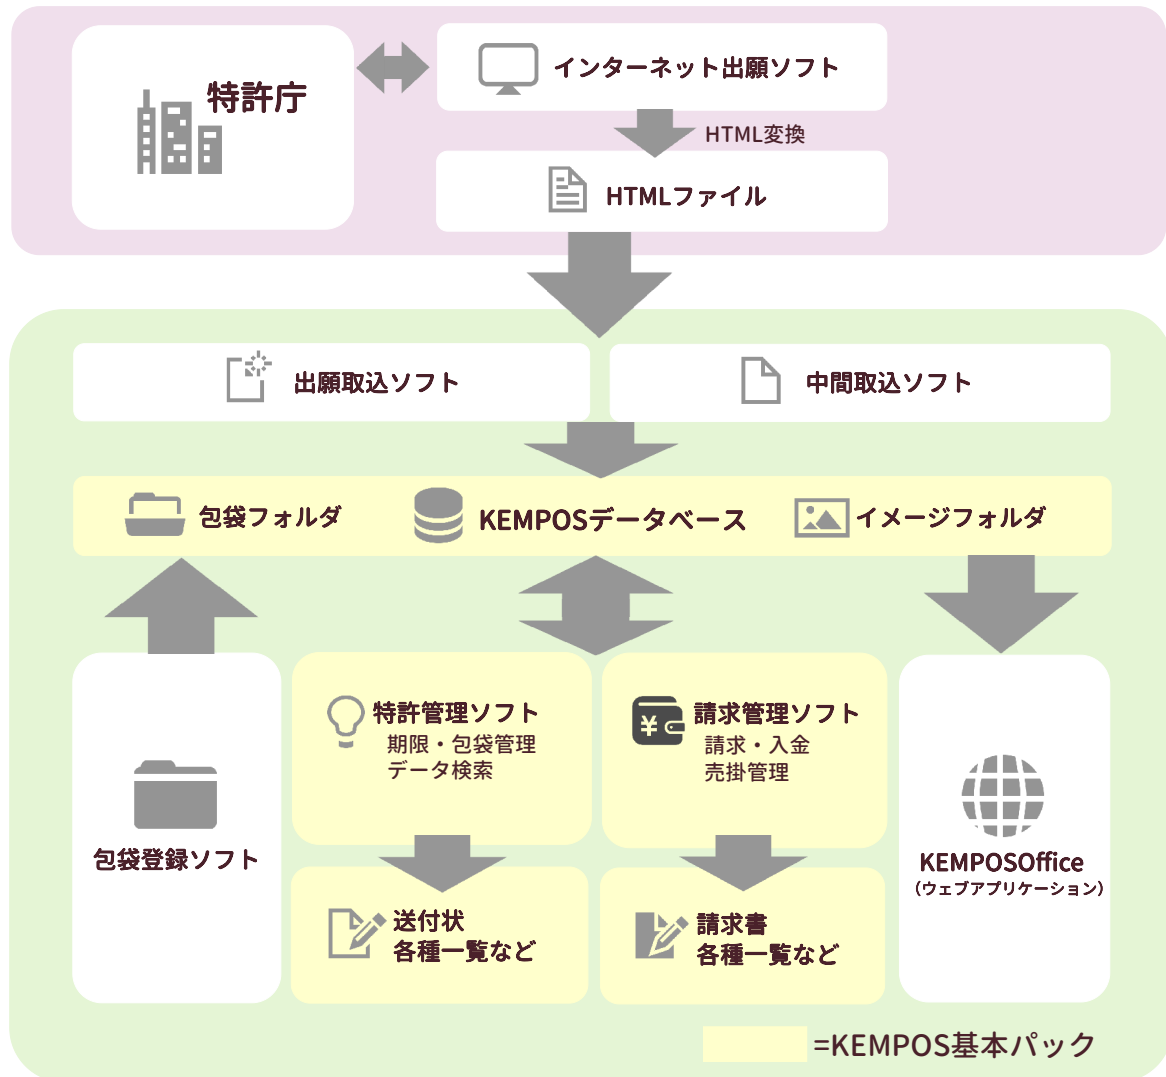 特許庁
インターネット出願ソフト
HTML変換
HTMLファイル
出願取込ソフト
中間取込ソフト
包袋フォルダ
KEMPOSデータベース
イメージフォルダ
包袋登録ソフト
特許管理ソフト
期限・包袋管理
データ検索
¥
請求管理ソフト
請求・入金
売掛管理
KEMPOSOffice
（ウェブアプリケーション）
送付状
各種一覧など
請求書
各種一覧など
=KEMPOS基本パック